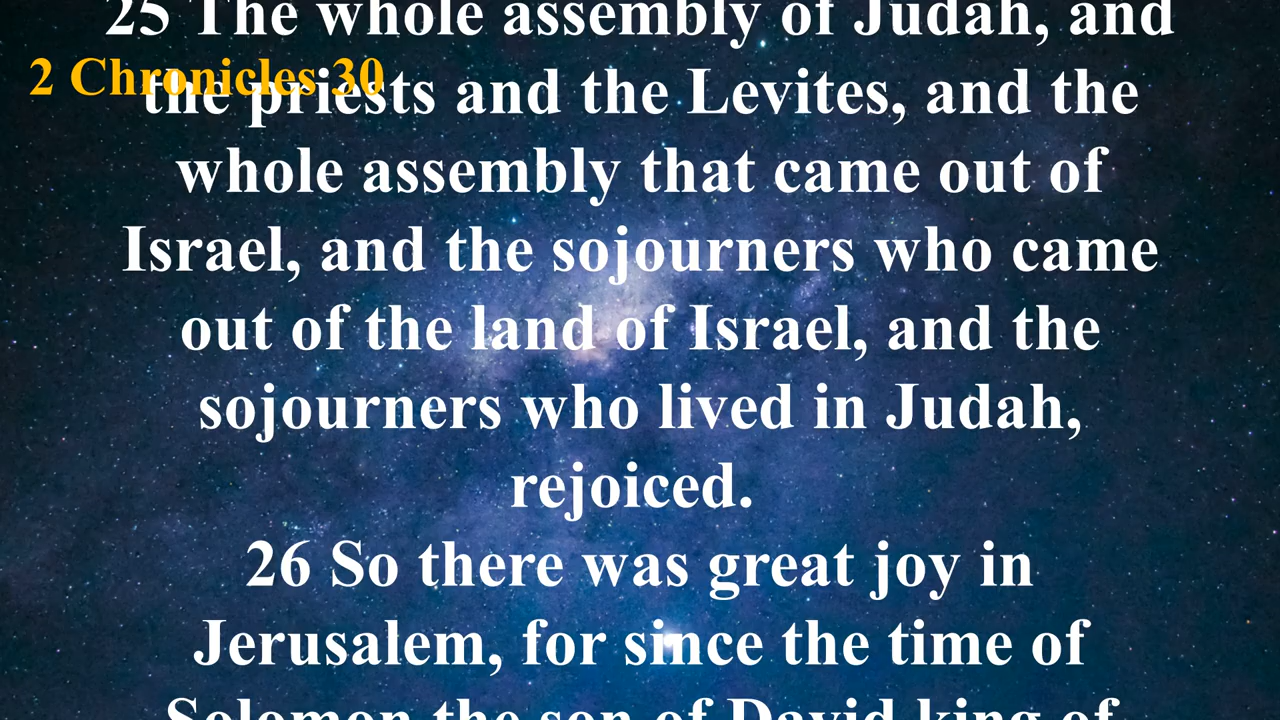 25 The whole assembly of Judah, and
2 Chronicles 30
the priests and the Levites, and the
whole assembly that came out of
Israel, and the sojourners who came
out of the land of Israel, and the
sojourners who lived in Judah,
rejoiced.
26 So there was great joy in
Jerusalem, for since the time of
Solomon the son of David king of